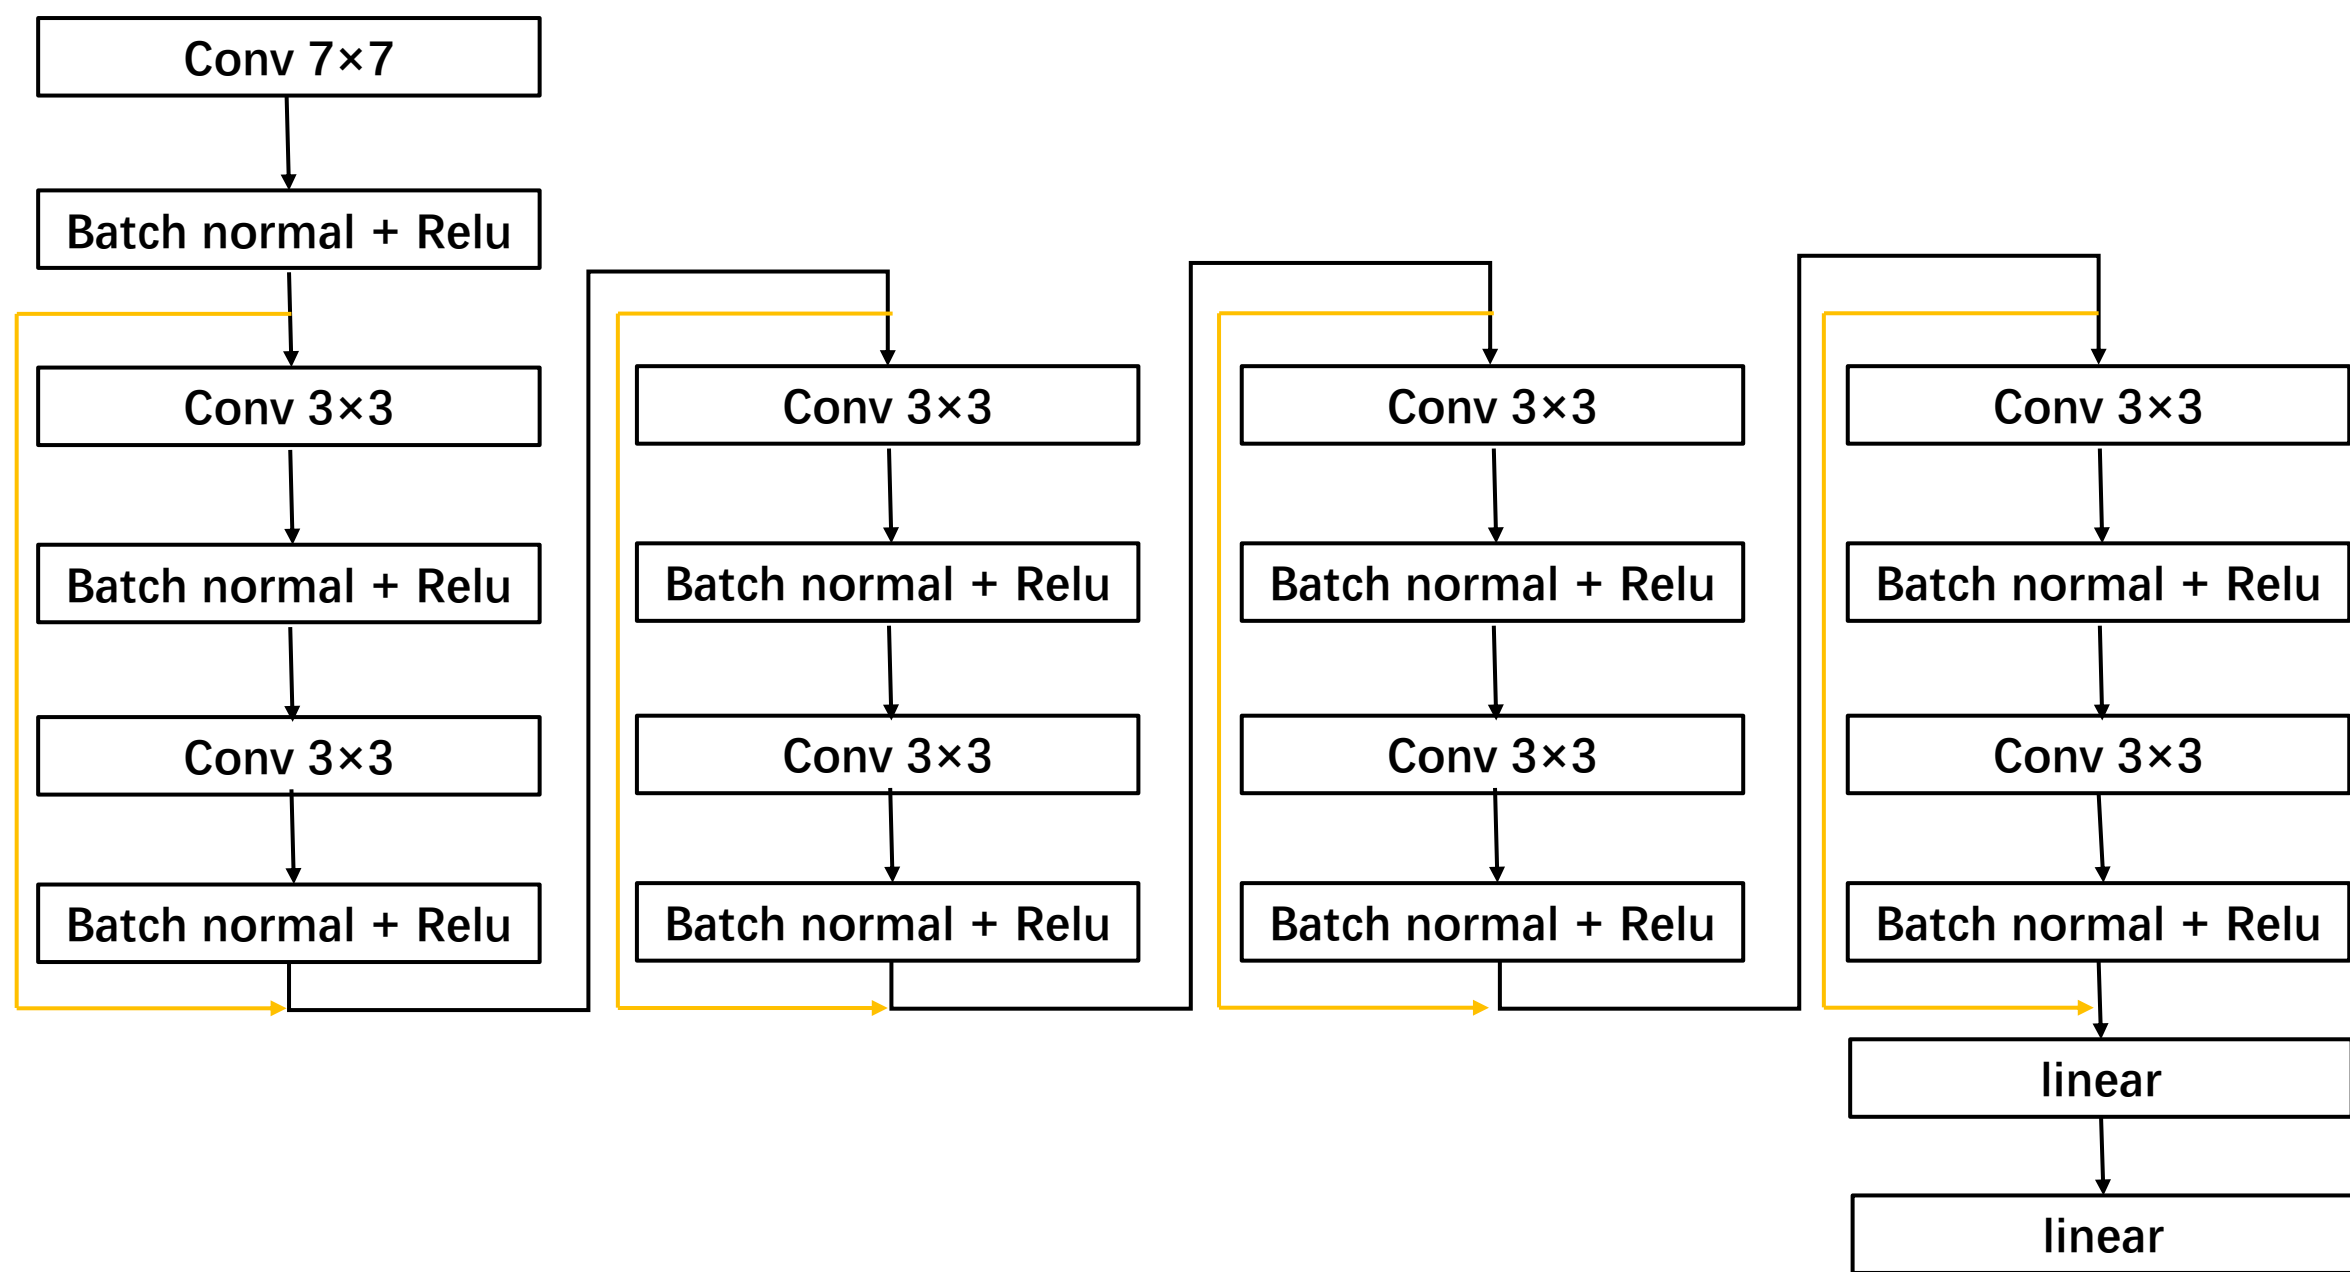 Conv 7×7
Batch normal + Relu
Conv 3×3
Batch normal + Relu
Conv 3×3
Batch normal + Relu
Conv 3×3
Batch normal + Relu
Conv 3×3
Batch normal + Relu
Conv 3×3
Batch normal + Relu
Conv 3×3
Batch normal + Relu
Conv 3×3
Batch normal + Relu
Conv 3×3
Batch normal + Relu
linear
linear